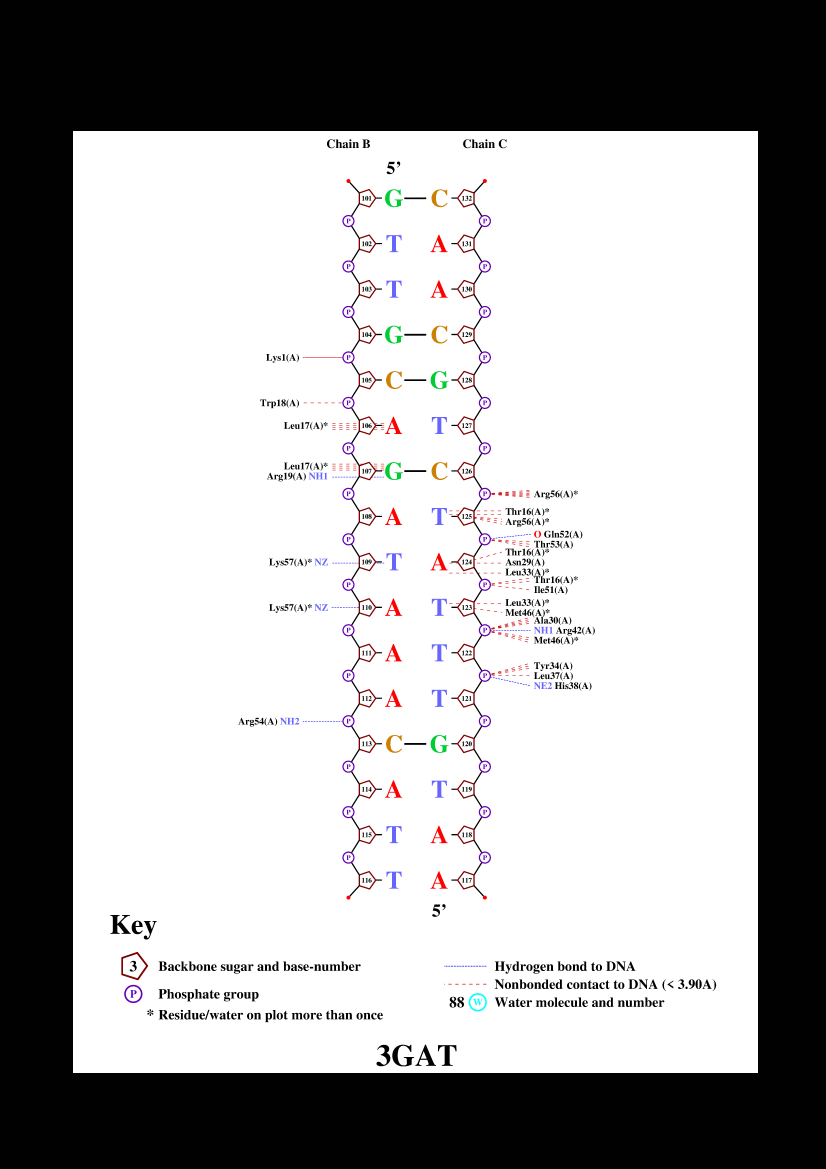 Chain B Chain C
5’
101 G C 132
P P
102 T A 131
P P
103 T A 130
P P
104 G C 129
Lys1(A) P P
105 C G 128
Trp18(A) P P
Leu17(A)* 106 A T 127
P P
Leu17(A)* 107 G C 126
Arg19(A) NH1
P P Arg56(A)*
108 A T 125 Thr16(A)*
Arg56(A)*
P P O Gln52(A)
Thr53(A)
Thr16(A)*
Lys57(A)* NZ 109 T A 124 Asn29(A)
Leu33(A)*
P P Thr16(A)*
Ile51(A)
Lys57(A)* NZ 110 A T 123 Leu33(A)*
Met46(A)*
Ala30(A)
P P NH1 Arg42(A)
Met46(A)*
111 A T 122
Tyr34(A)
P P Leu37(A)
NE2 His38(A)
112 A T 121
Arg54(A) NH2 P P
113 C G 120
P P
114 A T 119
P P
115 T A 118
P P
116 T A 117
5’
Key
3 Backbone sugar and base-number
P Phosphate group
* Residue/water on plot more than once
Hydrogen bond to DNA
Nonbonded contact to DNA (< 3.90A)
88 W Water molecule and number
3GAT